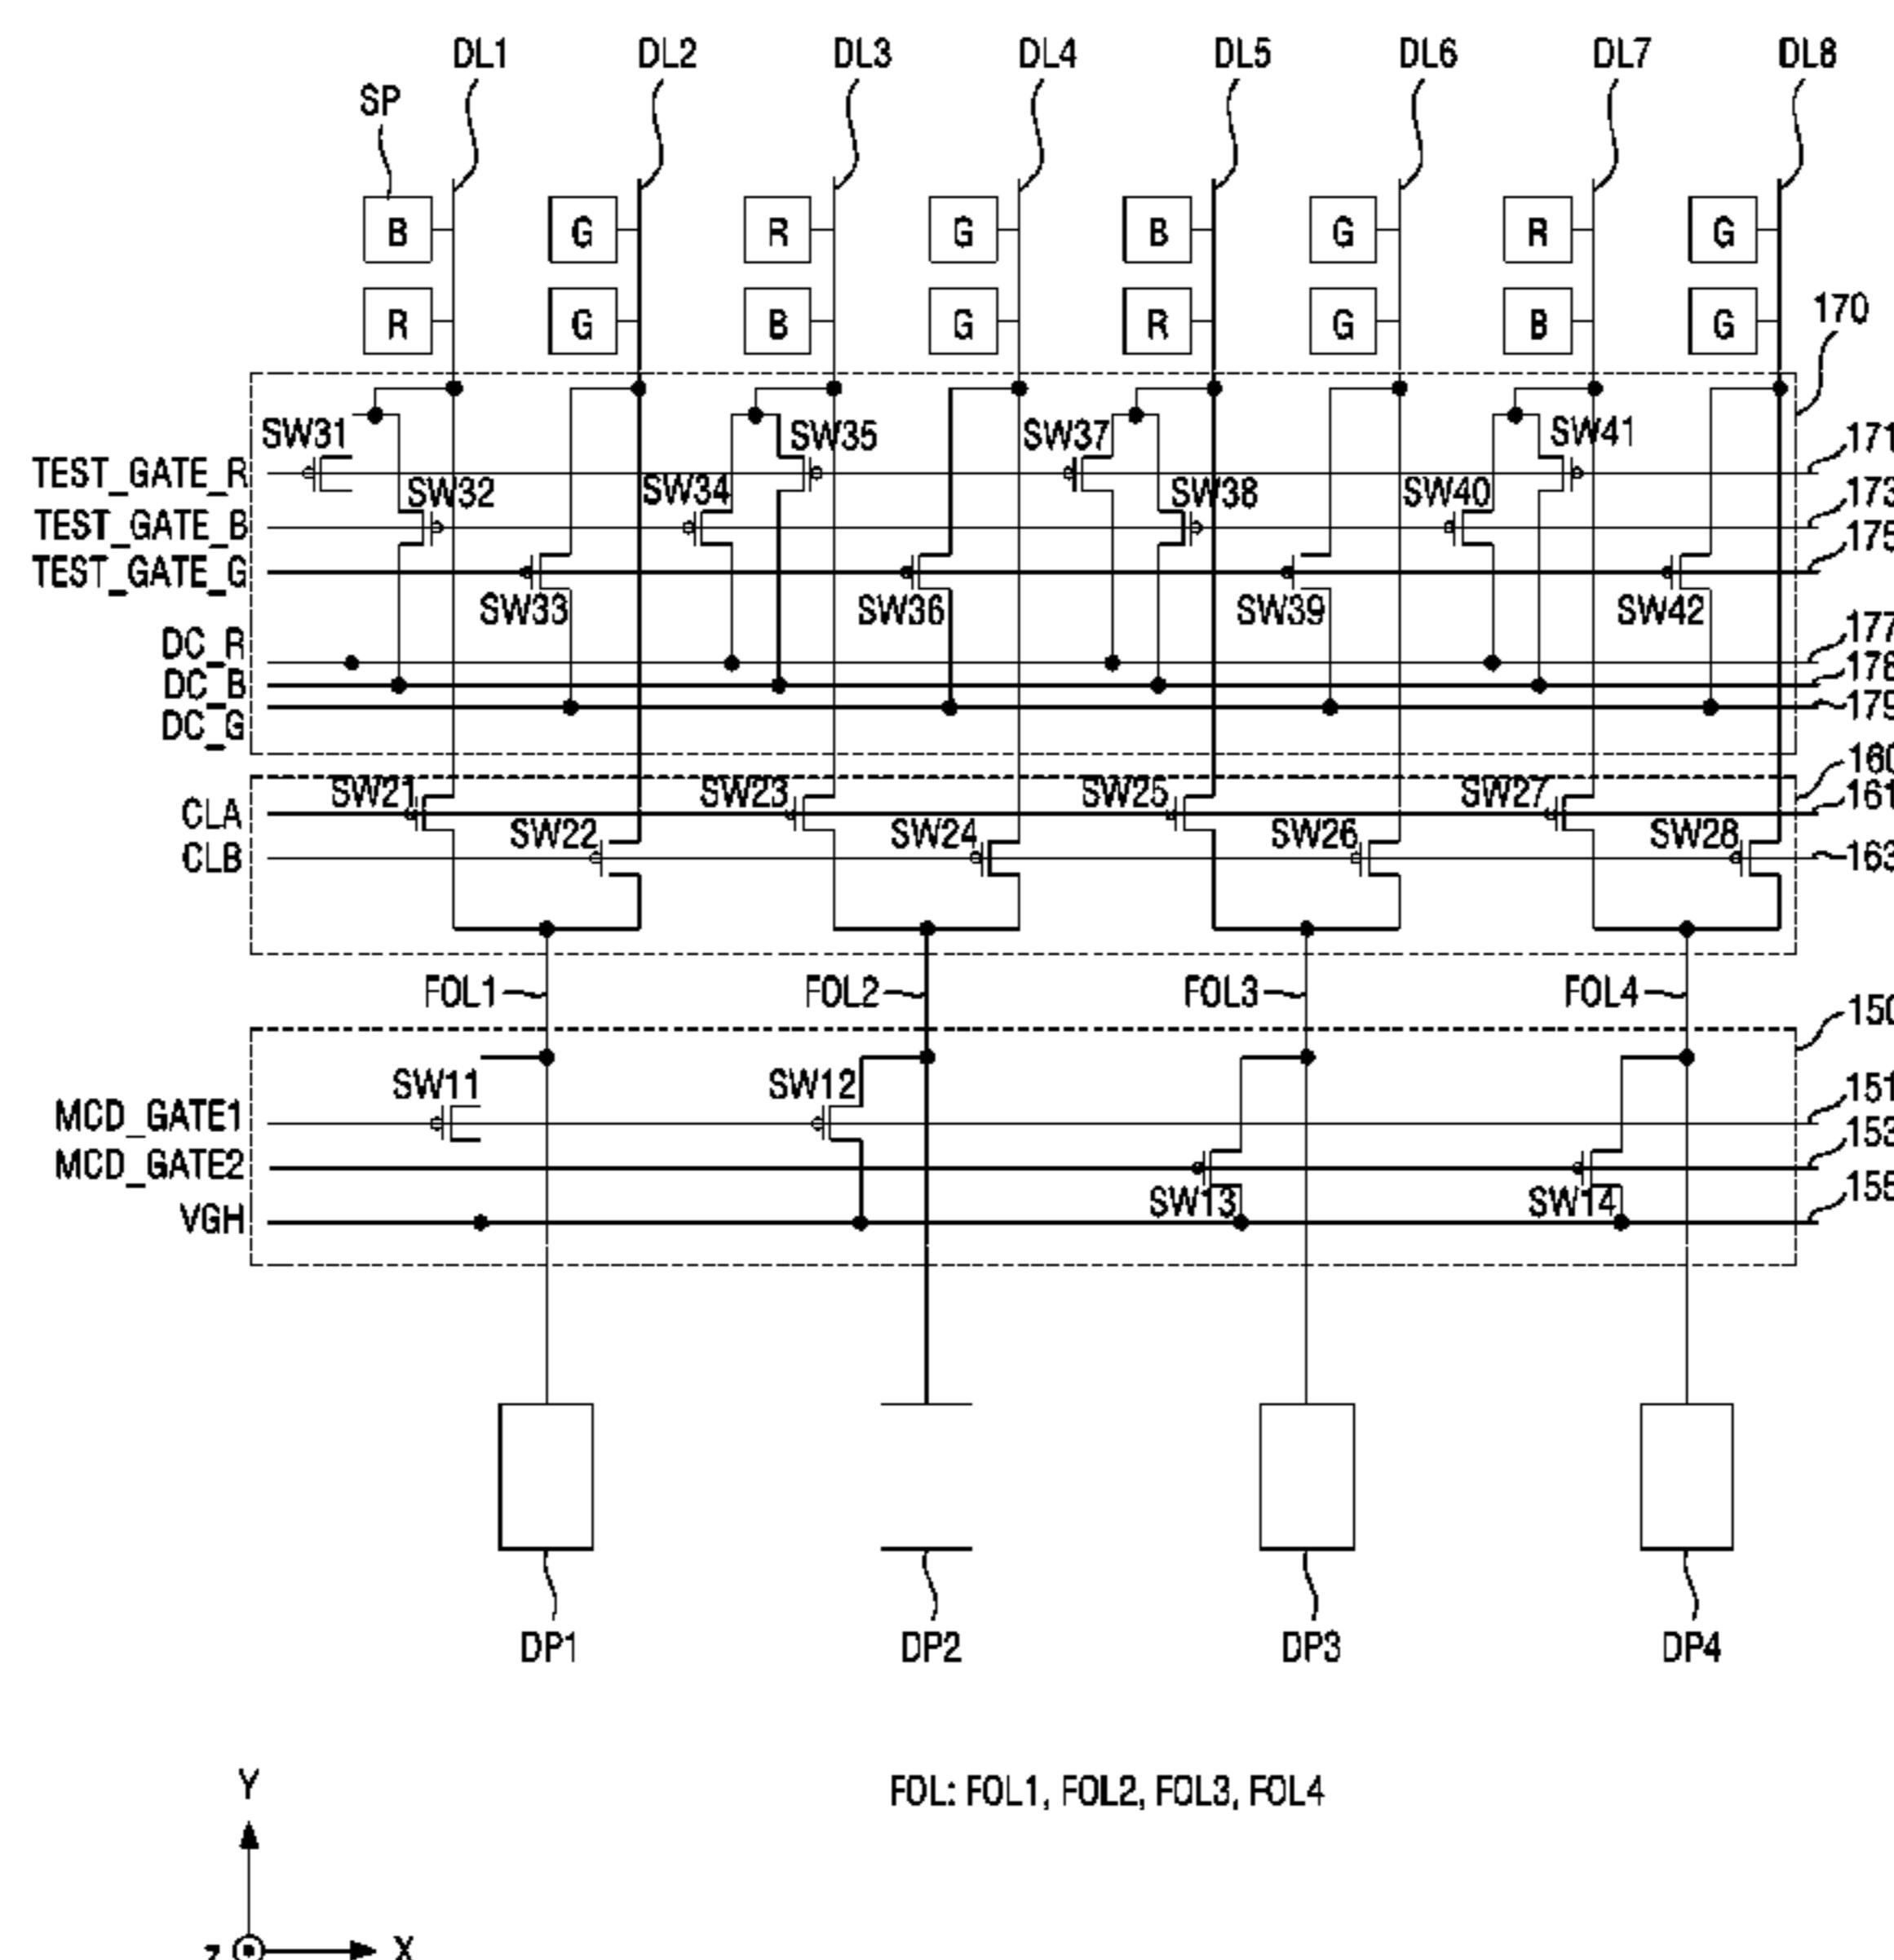 DL1 DL2 DL3 DL4 DL5 DL6 DL7 DL8
SP
B G R G B G R G
R G B G R G B G
170
SW31 SW35 SW37 SW41
171
TEST_GATE_R
SW32 SW34 SW38 SW40
173
TEST_GATE_B
175
TEST_GATE_G
SW33 SW36 SW39 SW42
DC_R 177
DC_B 178
DC_G 179
160
SW21 SW23 SW25 SW27
161
CLA
SW22 SW24 SW26 SW28
CLB 163
FOL1 FOL2 FOL3 FOL4
150
SW11 SW12
151
MCD_GATE1
153
MCD_GATE2
SW13 SW14
155
VGH
DP1 DP2 DP3 DP4
FOL: FOL1, FOL2, FOL3, FOL4
Y
Z X